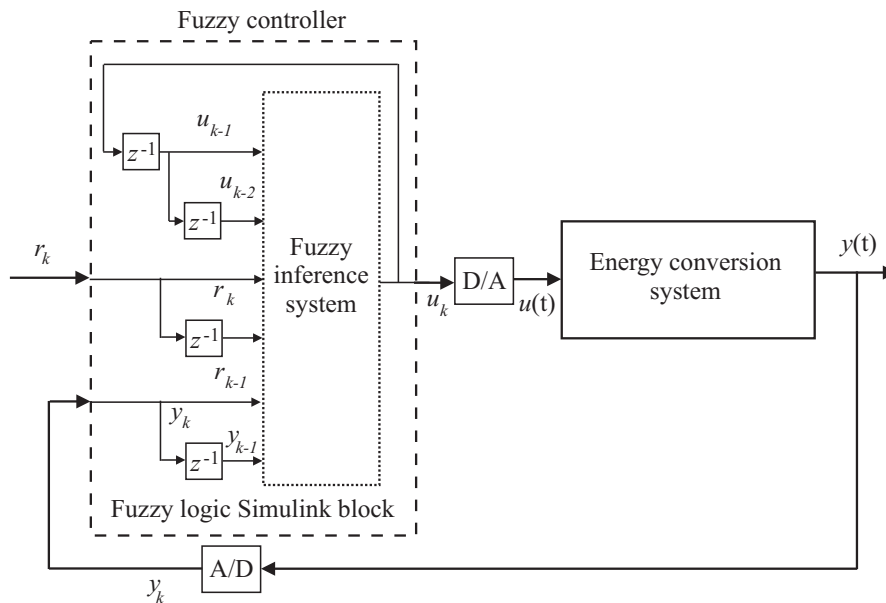 Fuzzy controller
u_{k-1}
z^{-1}
u_{k-2}
z^{-1}
Fuzzy
inference
system
r_k
r_k
z^{-1}
r_{k-1}
y_k
y_{k-1}
z^{-1}
Fuzzy logic Simulink block
u_k
D/A
u(t)
Energy conversion
system
y(t)
A/D
y_k